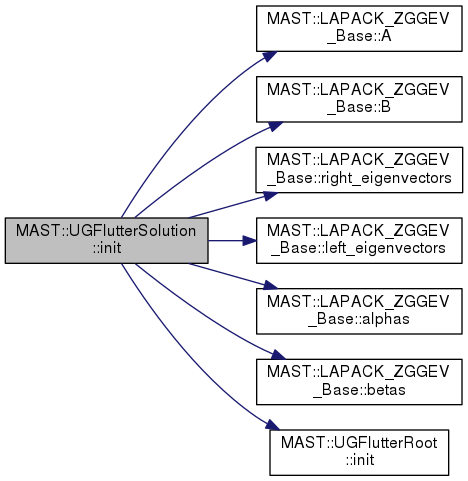 MAST::UGFlutterSolution
::init
MAST::LAPACK_ZGGEV
_Base::A
MAST::LAPACK_ZGGEV
_Base::B
MAST::LAPACK_ZGGEV
_Base::right_eigenvectors
MAST::LAPACK_ZGGEV
_Base::left_eigenvectors
MAST::LAPACK_ZGGEV
_Base::alphas
MAST::LAPACK_ZGGEV
_Base::betas
MAST::UGFlutterRoot
::init